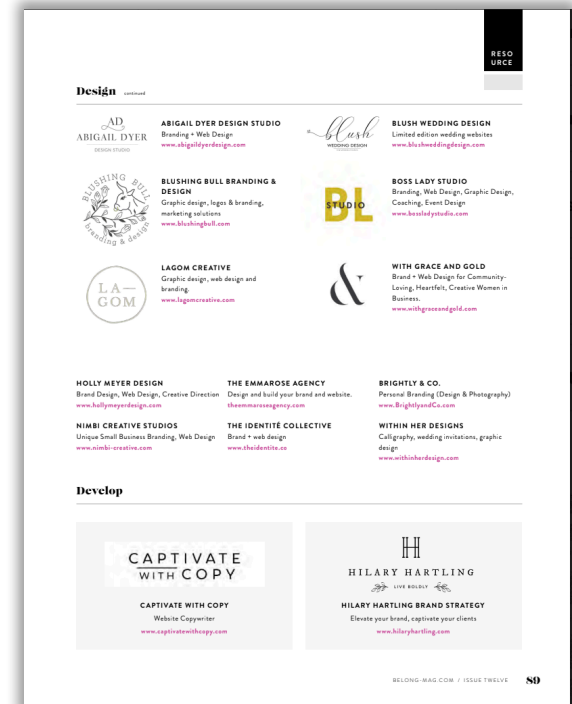 RESO
URCE
Design continued
AD
ABIGAIL DYER
DESIGN STUDIO
ABIGAIL DYER DESIGN STUDIO
Branding + Web Design
www.abigaildyerdesign.com
blush
WEDDING DESIGN
BLUSH WEDDING DESIGN
Limited edition wedding websites
www.blushweddingdesign.com
BLUSHING BULL
branding & design
BLUSHING BULL BRANDING &
DESIGN
Graphic design, logos & branding,
marketing solutions
www.blushingbull.com
BL
STUDIO
BOSS LADY STUDIO
Branding, Web Design, Graphic Design,
Coaching, Event Design
www.bossladystudio.com
LA—
GOM
LAGOM CREATIVE
Graphic design, web design and
branding.
www.lagomcreative.com
&
WITH GRACE AND GOLD
Brand + Web Design for Community-
Loving, Heartfelt, Creative Women in
Business.
www.withgraceandgold.com
HOLLY MEYER DESIGN
Brand Design, Web Design, Creative Direction
www.hollymeyerdesign.com
THE EMMAROSE AGENCY
Design and build your brand and website.
theemmaroseagency.com
BRIGHTLY & CO.
Personal Branding (Design & Photography)
www.BrightlyandCo.com
NIMBI CREATIVE STUDIOS
Unique Small Business Branding, Web Design
www.nimbi-creative.com
THE IDENTITÉ COLLECTIVE
Brand + web design
www.theidentite.co
WITHIN HER DESIGNS
Calligraphy, wedding invitations, graphic
design
www.withinherdesign.com
Develop
CAPTIVATE
WITH COPY
CAPTIVATE WITH COPY
Website Copywriter
www.captivatewithcopy.com
HH
HILARY HARTLING
LIVE BOLDLY
HILARY HARTLING BRAND STRATEGY
Elevate your brand, captivate your clients
www.hilaryhartling.com
BELONG-MAG.COM / ISSUE TWELVE 89